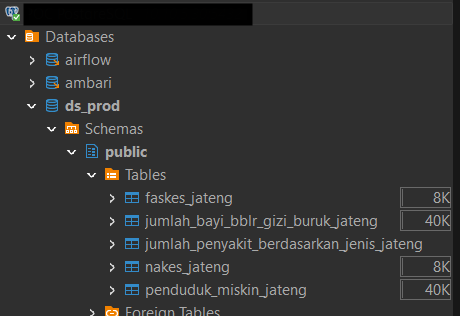 Databases
airflow
ambari
ds_prod
Schemas
public
Tables
faskes_jateng 8K
jumlah_bayi_bblr_gizi_buruk_jateng 40K
jumlah_penyakit_berdasarkan_jenis_jateng
nakes_jateng 8K
penduduk_miskin_jateng 40K
Foreign Tables